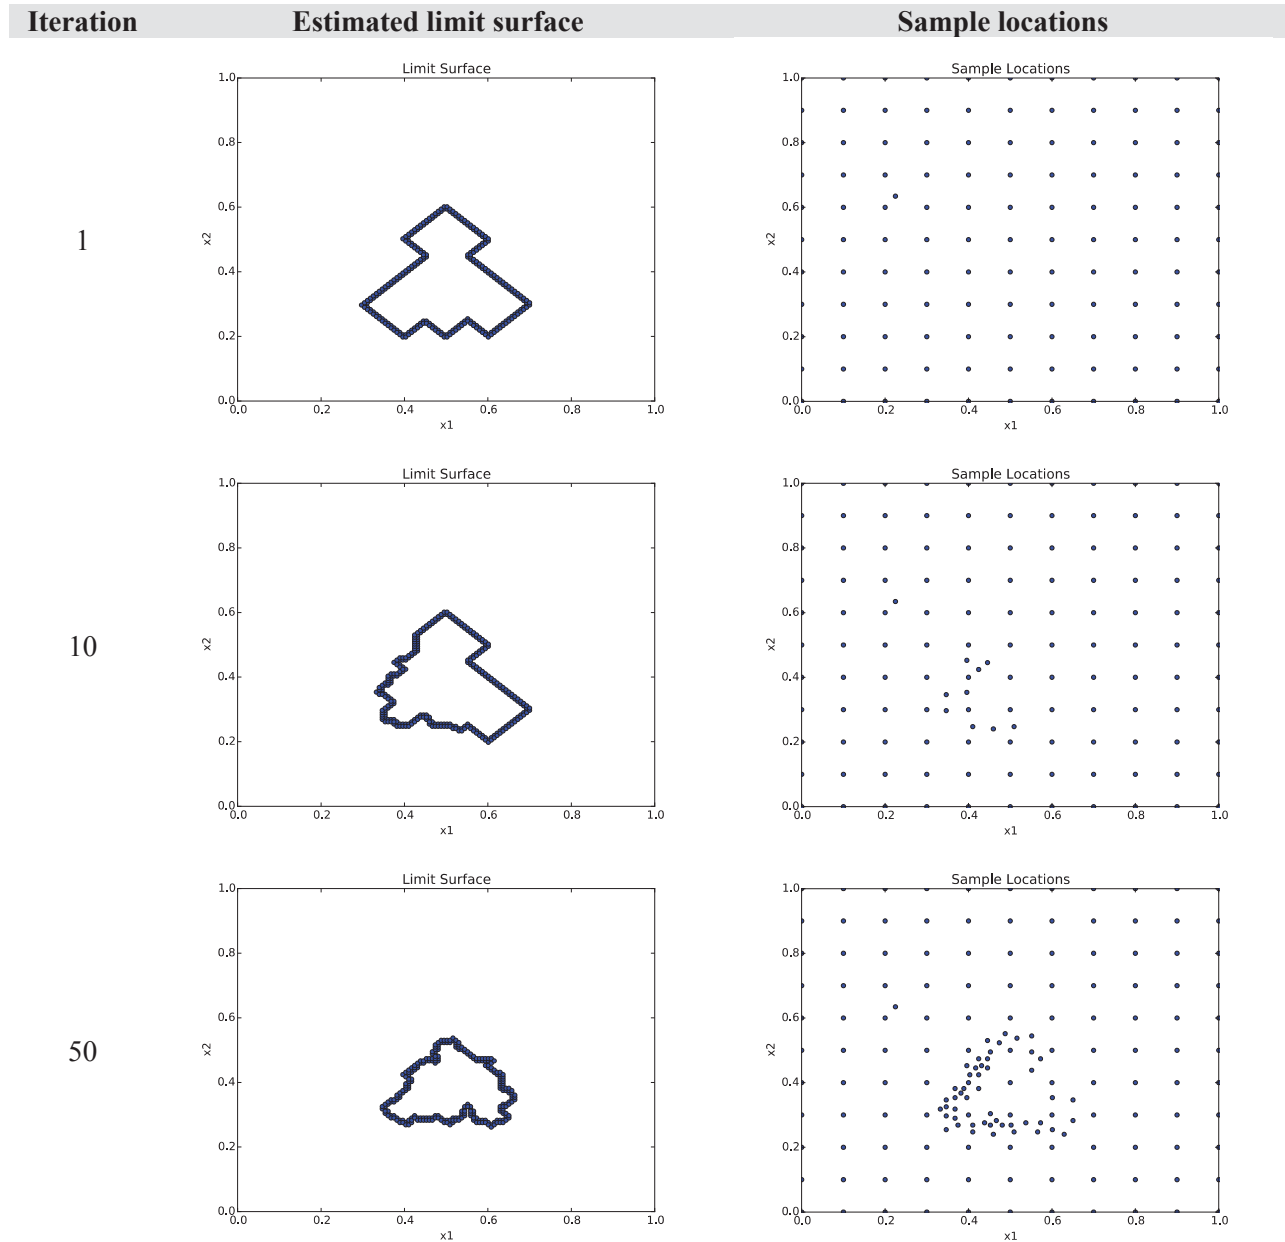 Iteration Estimated limit surface Sample locations
Limit Surface Sample Locations
1.0 1.0
0.8 0.8
0.6 0.6
1 x2 x2
0.4 0.4
0.2 0.2
0.0 0.0
0.0 0.2 0.4 0.6 0.8 1.0 0.0 0.2 0.4 0.6 0.8 1.0
x1 x1
Limit Surface Sample Locations
1.0 1.0
0.8 0.8
0.6 0.6
10 x2 x2
0.4 0.4
0.2 0.2
0.0 0.0
0.0 0.2 0.4 0.6 0.8 1.0 0.0 0.2 0.4 0.6 0.8 1.0
x1 x1
Limit Surface Sample Locations
1.0 1.0
0.8 0.8
0.6 0.6
50 x2 x2
0.4 0.4
0.2 0.2
0.0 0.0
0.0 0.2 0.4 0.6 0.8 1.0 0.0 0.2 0.4 0.6 0.8 1.0
x1 x1